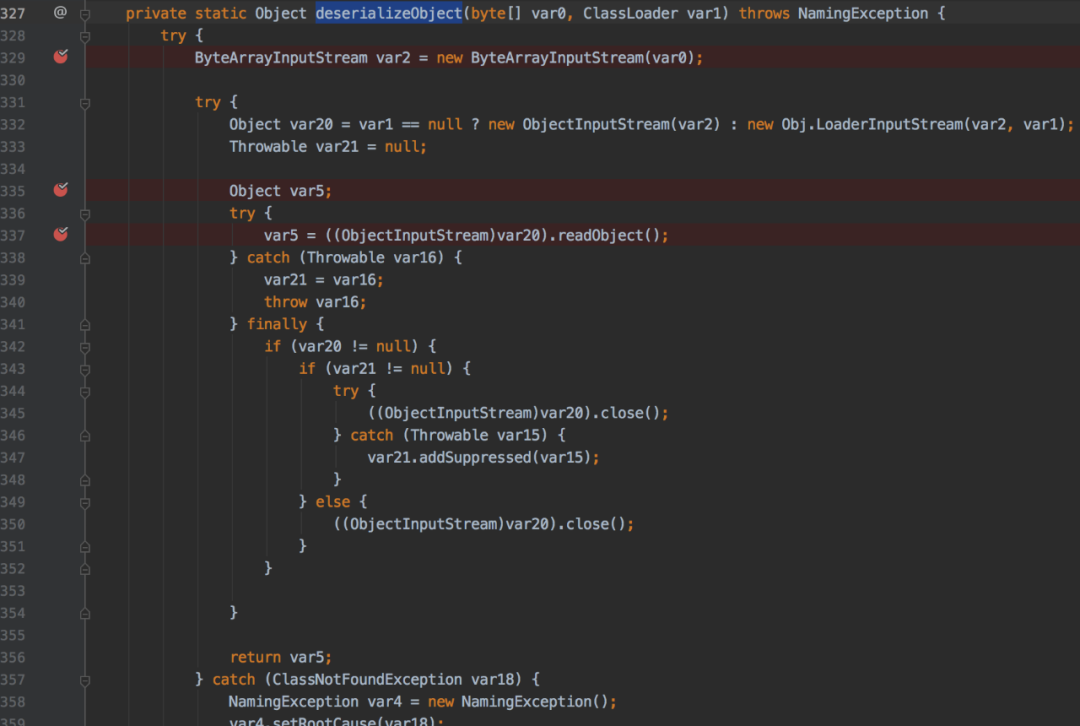 327 @ private static Object deserializeObject(byte[] var0, ClassLoader var1) throws NamingException {
328 try {
329 ByteArrayInputStream var2 = new ByteArrayInputStream(var0);
330
331 try {
332 Object var20 = var1 == null ? new ObjectInputStream(var2) : new Obj.LoaderInputStream(var2, var1);
333 Throwable var21 = null;
334
335 Object var5;
336 try {
337 var5 = ((ObjectInputStream)var20).readObject();
338 } catch (Throwable var16) {
339 var21 = var16;
340 throw var16;
341 } finally {
342 if (var20 != null) {
343 if (var21 != null) {
344 try {
345 ((ObjectInputStream)var20).close();
346 } catch (Throwable var15) {
347 var21.addSuppressed(var15);
348 }
349 } else {
350 ((ObjectInputStream)var20).close();
351 }
352 }
353
354 }
355
356 return var5;
357 } catch (ClassNotFoundException var18) {
358 NamingException var4 = new NamingException();
359 var4.setRootCause(var18);